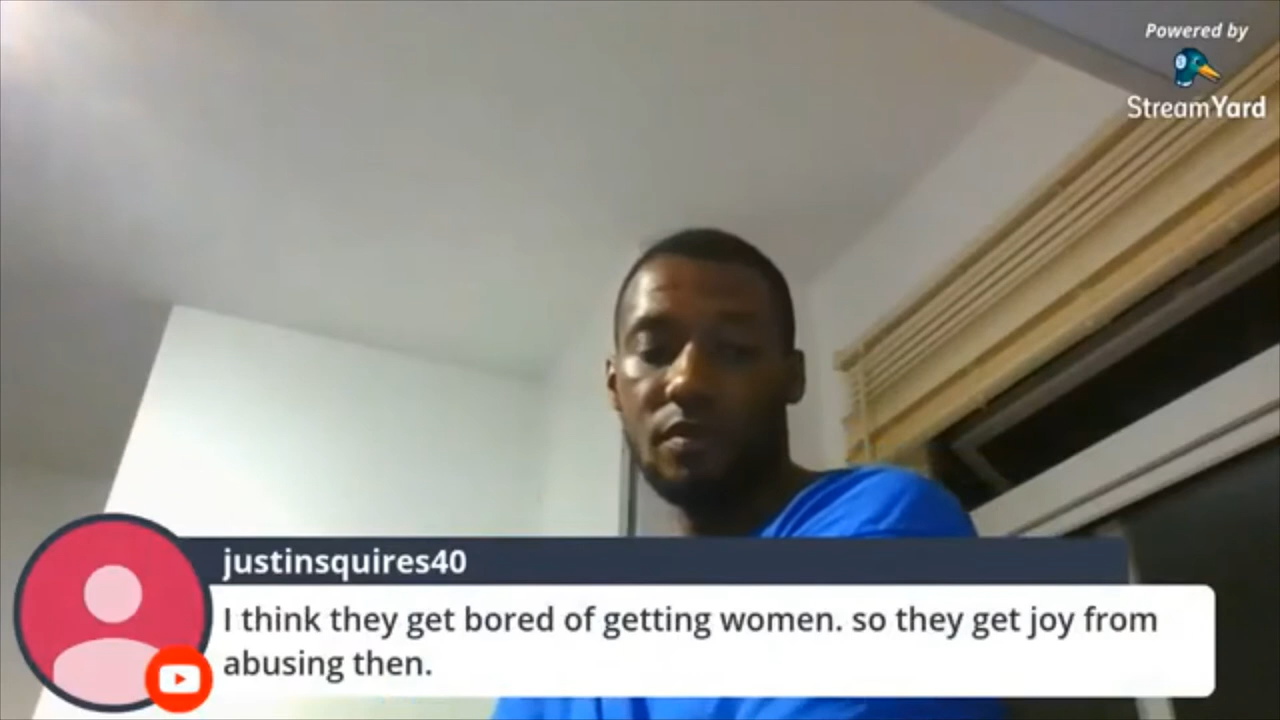 Powered by
StreamYard
justinsquires40
I think they get bored of getting women. so they get joy from
abusing then.